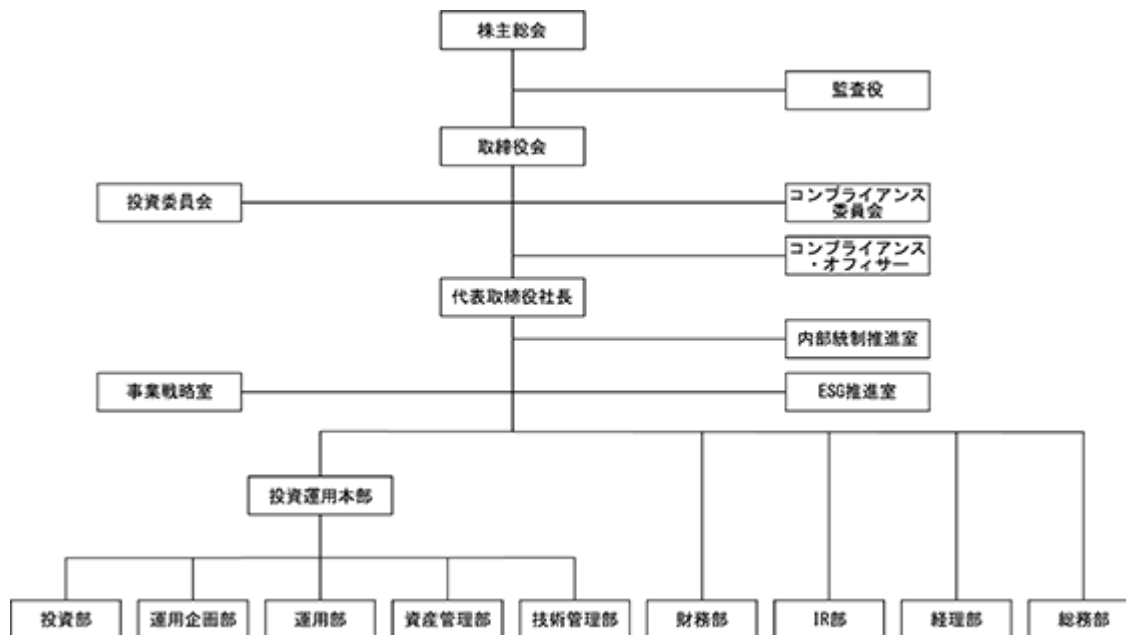 株主総会
監査役
取締役会
投資委員会
コンプライアンス
委員会
コンプライアンス
・オフィサー
代表取締役社長
内部統制推進室
事業戦略室
ESG推進室
投資運用本部
投資部
運用企画部
運用部
資産管理部
技術管理部
財務部
IR部
経理部
総務部